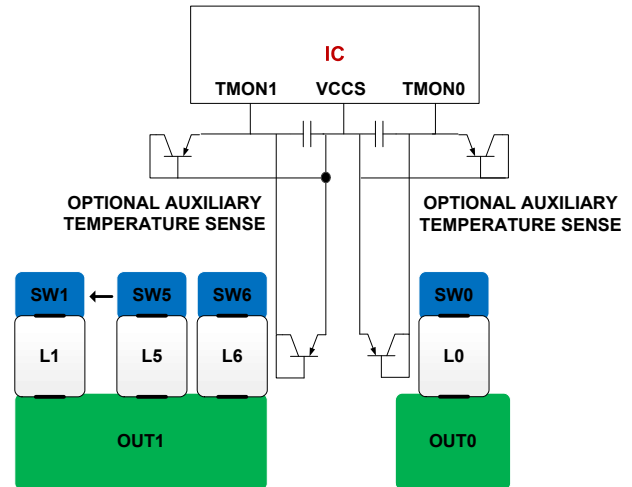 IC
TMON1 VCCS TMON0
OPTIONAL AUXILIARY
TEMPERATURE SENSE
OPTIONAL AUXILIARY
TEMPERATURE SENSE
SW1 SW5 SW6 SW0
L1 L5 L6 L0
OUT1 OUT0